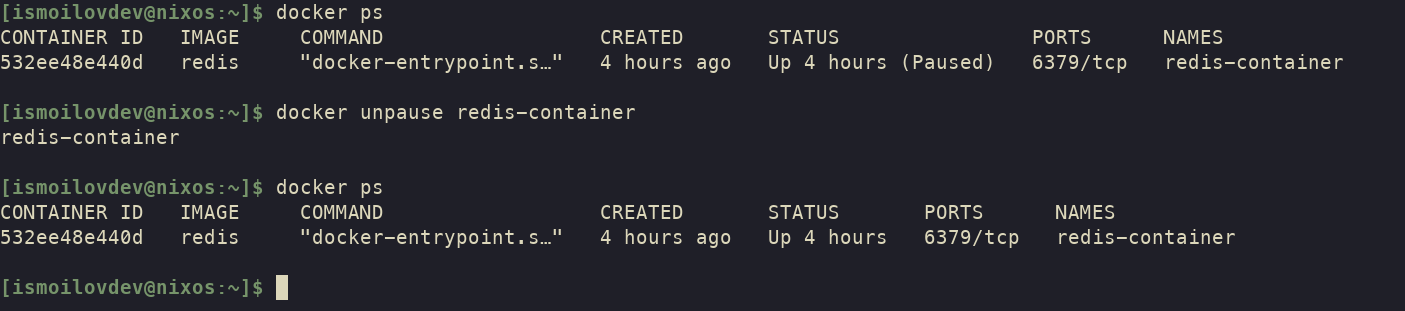 [ismoilovdev@nixos:~]$ docker ps
CONTAINER ID   IMAGE     COMMAND                  CREATED       STATUS                PORTS      NAMES
532ee48e440d   redis     "docker-entrypoint.s…"   4 hours ago   Up 4 hours (Paused)   6379/tcp   redis-container
[ismoilovdev@nixos:~]$ docker unpause redis-container
redis-container
[ismoilovdev@nixos:~]$ docker ps
CONTAINER ID   IMAGE     COMMAND                  CREATED       STATUS       PORTS      NAMES
532ee48e440d   redis     "docker-entrypoint.s…"   4 hours ago   Up 4 hours   6379/tcp   redis-container
[ismoilovdev@nixos:~]$